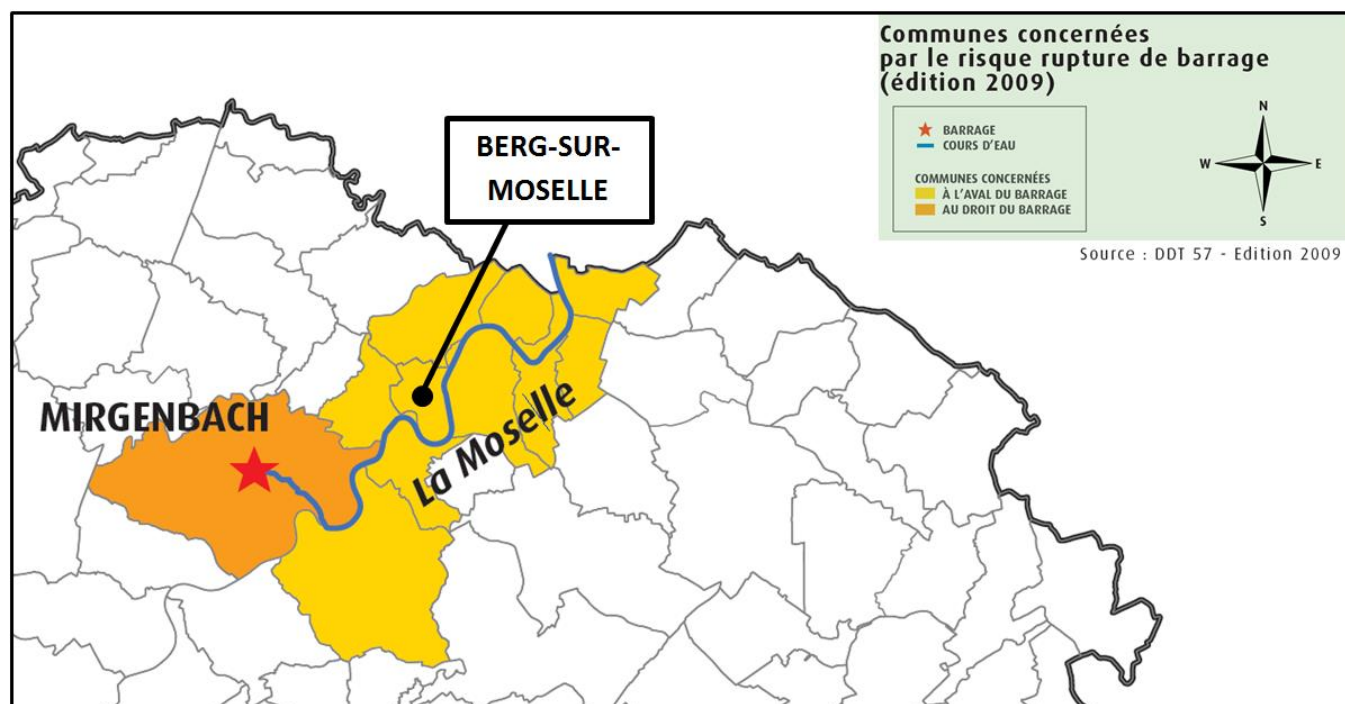 Communes concernées
par le risque rupture de barrage
(édition 2009)
BARRAGE
COURS D'EAU
COMMUNES CONCERNÉES
À L'AVAL DU BARRAGE
AU DROIT DU BARRAGE
N
W
E
S
Source : DDT 57 - Edition 2009
BERG-SUR-
MOSELLE
MIRGENBACH
La Moselle